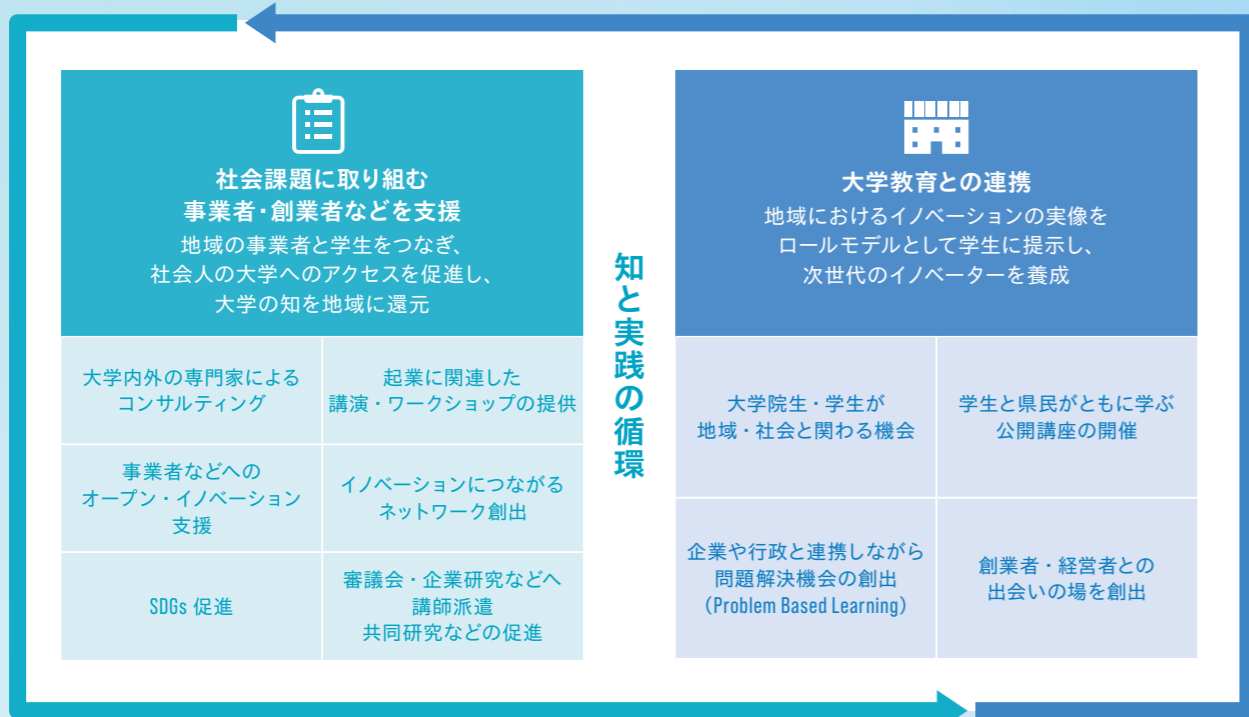 社会課題に取り組む
事業者・創業者などを支援
地域の事業者と学生をつなぎ、
社会人の大学へのアクセスを促進し、
大学の知を地域に還元
大学内外の専門家による
コンサルティング
起業に関連した
講演・ワークショップの提供
事業者などへの
オープン・イノベーション
支援
イノベーションにつながる
ネットワーク創出
SDGs 促進
審議会・企業研究などへ
講師派遣
共同研究などの促進
知と実践の循環
大学教育との連携
地域におけるイノベーションの実像を
ロールモデルとして学生に提示し、
次世代のイノベーターを養成
大学院生・学生が
地域・社会と関わる機会
学生と県民がともに学ぶ
公開講座の開催
企業や行政と連携しながら
問題解決機会の創出
（Problem Based Learning）
創業者・経営者との
出会いの場を創出